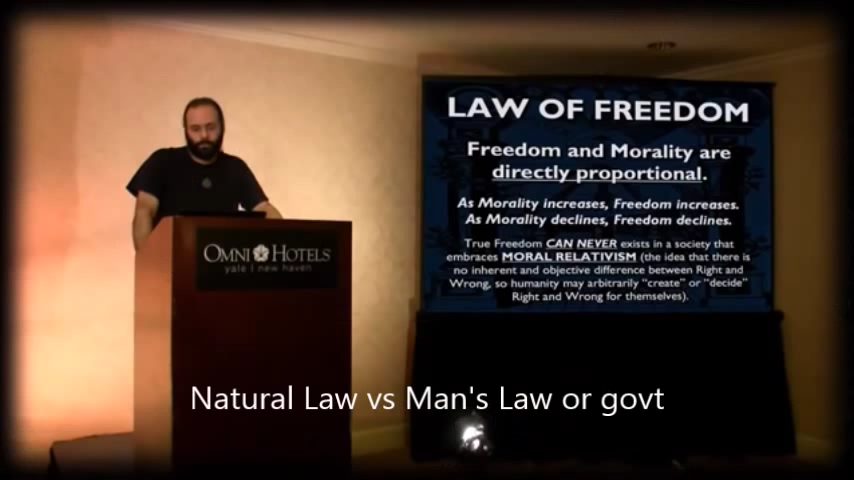 LAW OF FREEDOM
Freedom and Morality are
directly proportional.
As Morality increases, Freedom increases.
As Morality declines, Freedom declines.
True Freedom CAN NEVER exists in a society that
embraces MORAL RELATIVISM (the idea that there is
no inherent and objective difference between Right and
Wrong, so humanity may arbitrarily “create” or “decide”
Right and Wrong for themselves).
OMNI HOTELS
yale | new haven
Natural Law vs Man's Law or govt